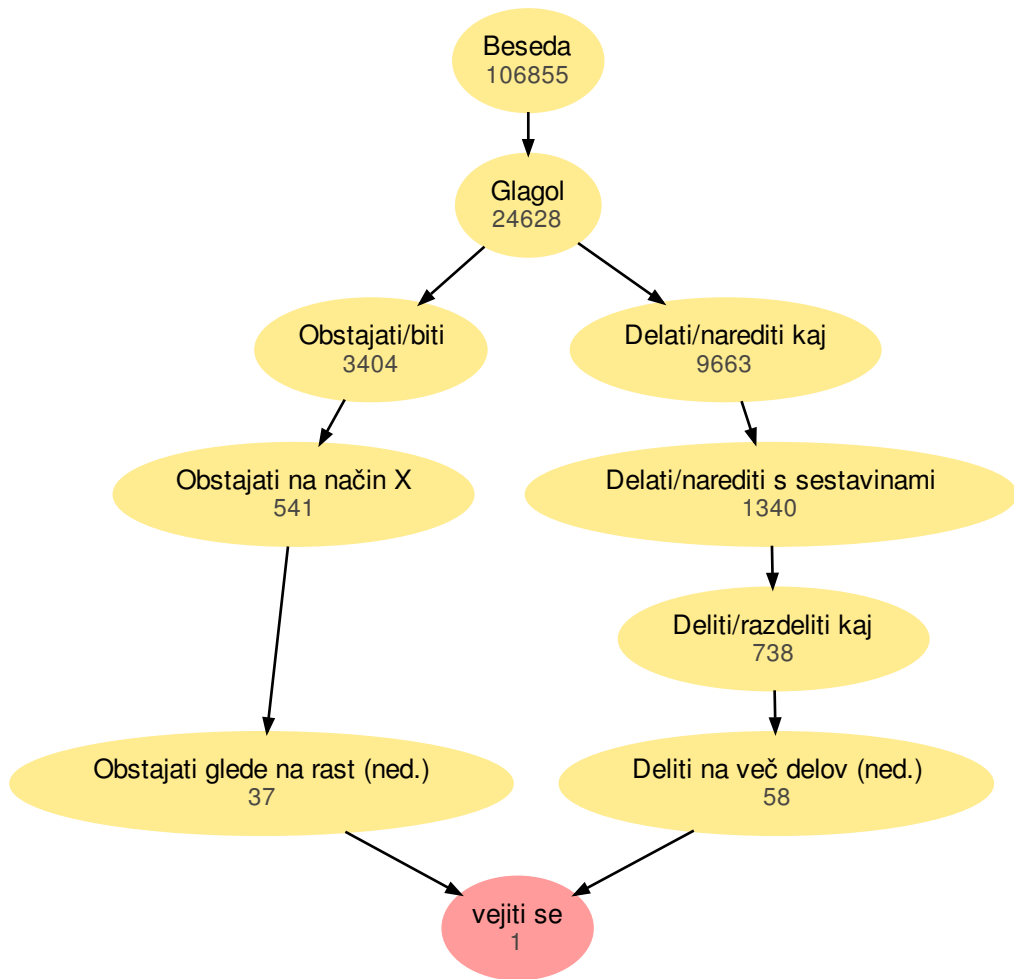 Beseda
106855
Glagol
24628
Obstajati/biti
3404
Delati/narediti kaj
9663
Obstajati na način X
541
Delati/narediti s sestavinami
1340
Deliti/razdeliti kaj
738
Obstajati glede na rast (ned.)
37
Deliti na več delov (ned.)
58
vejiti se
1